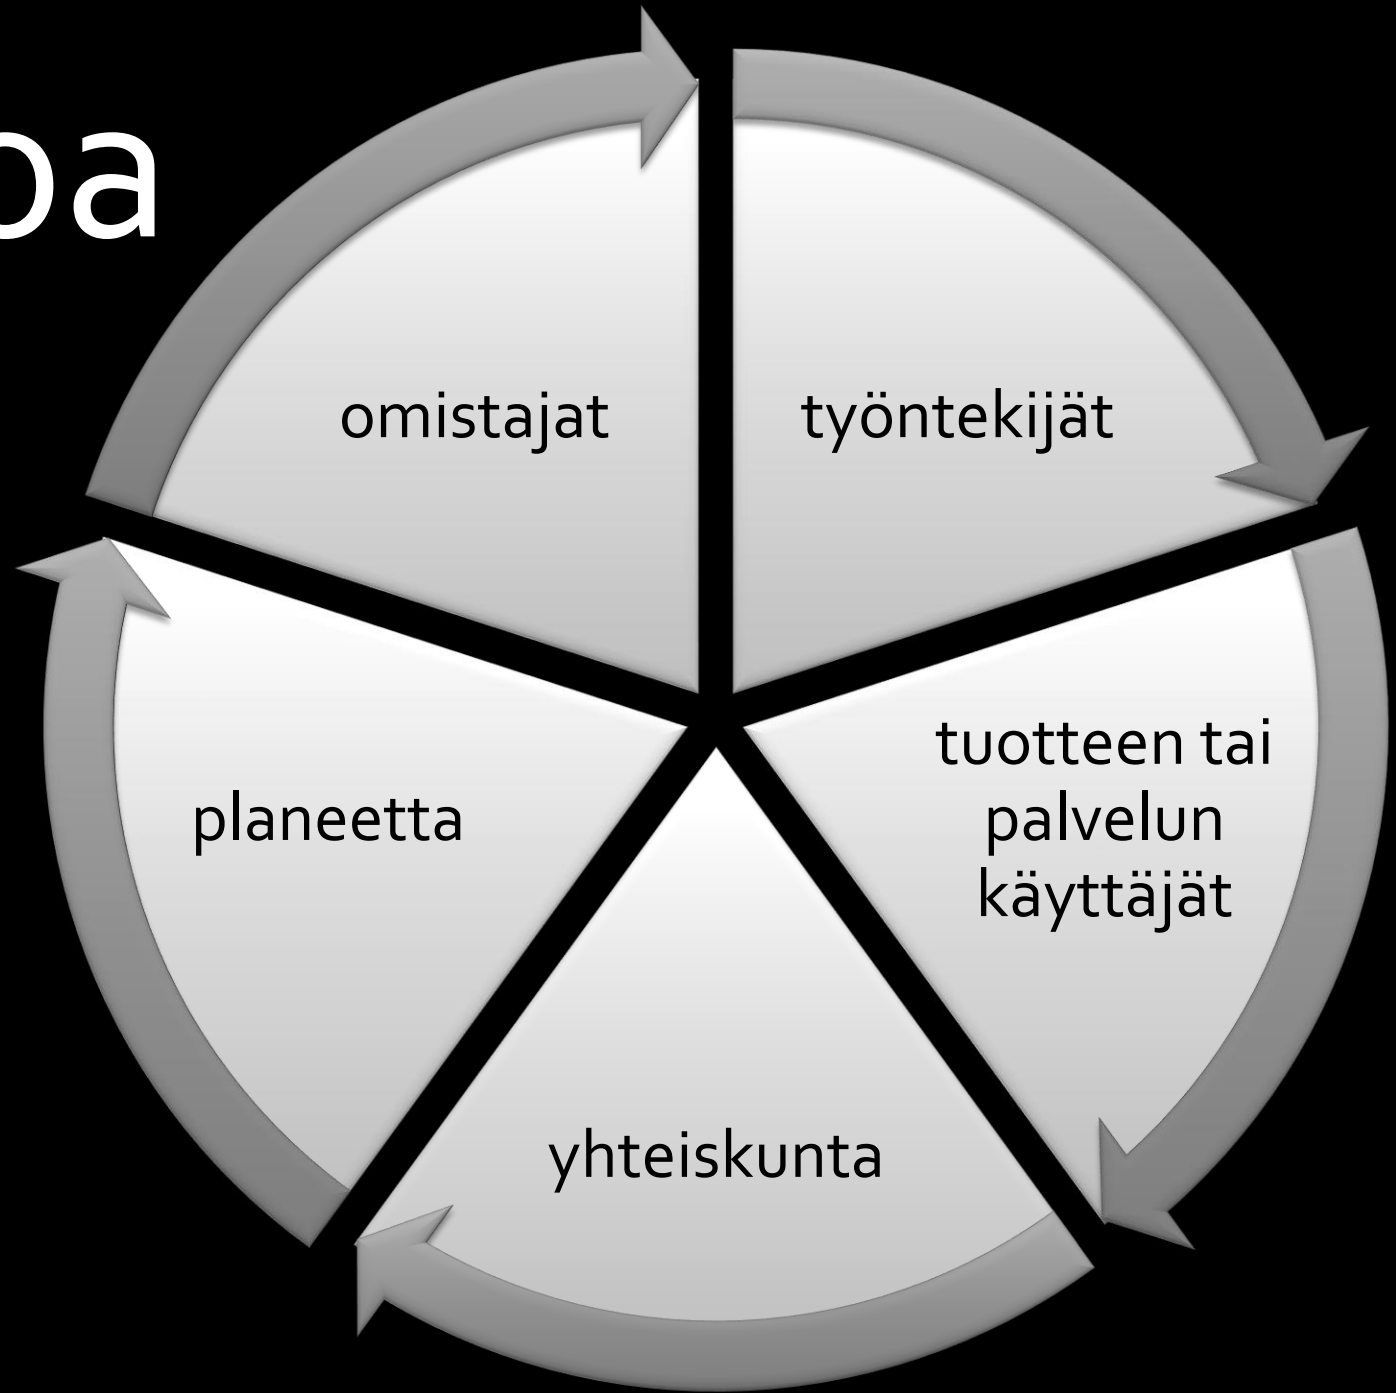 omistajat
työntekijät
tuotteen tai
palvelun
käyttäjät
yhteiskunta
planeetta